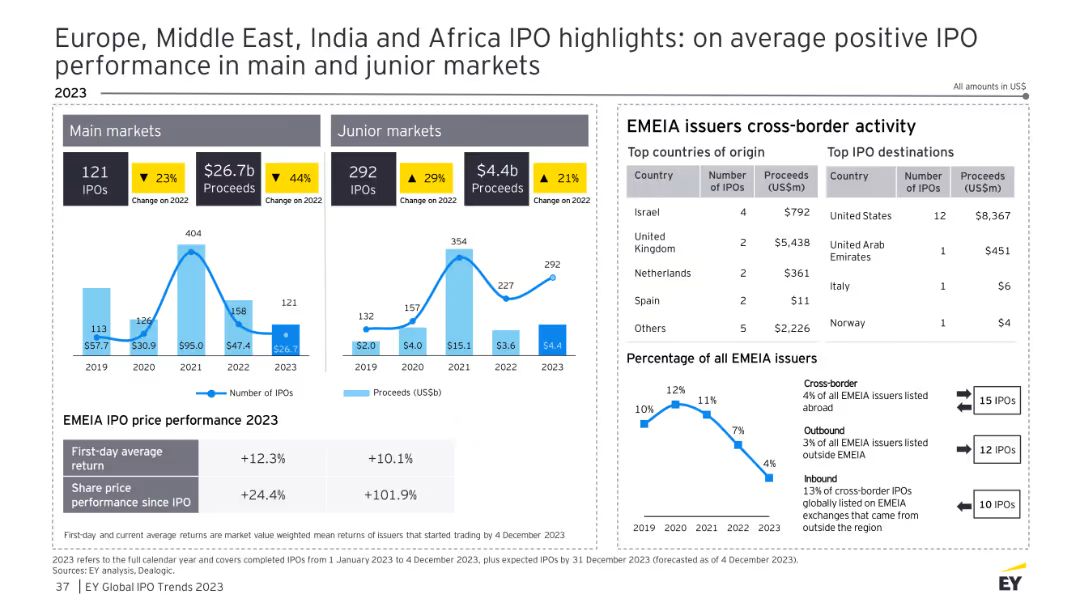 Europe, Middle East, India and Africa IPO highlights: on average positive IPO
performance in main and junior markets
All amounts in US$
2023
Main markets
121
IPOs
▼ 23%
Change on 2022
$26.7b
Proceeds
▼ 44%
Change on 2022
Junior markets
292
IPOs
▲ 29%
Change on 2022
$4.4b
Proceeds
▲ 21%
Change on 2022
404
113
126
158
121
$57.7
$30.9
$95.0
$47.4
$26.7
2019
2020
2021
2022
2023
354
132
157
227
292
$2.0
$4.0
$15.1
$3.6
$4.4
2019
2020
2021
2022
2023
Number of IPOs
Proceeds (US$b)
EMEIA IPO price performance 2023
First-day average
return
+12.3%
+10.1%
Share price
performance since IPO
+24.4%
+101.9%
First-day and current average returns are market value weighted mean returns of issuers that started trading by 4 December 2023
EMEIA issuers cross-border activity
Top countries of origin
Country
Number
of IPOs
Proceeds
(US$m)
Israel 4 $792
United
Kingdom 2 $5,438
Netherlands 2 $361
Spain 2 $11
Others 5 $2,226
Top IPO destinations
Country
Number
of IPOs
Proceeds
(US$m)
United States 12 $8,367
United Arab
Emirates 1 $451
Italy 1 $6
Norway 1 $4
Percentage of all EMEIA issuers
10%
12%
11%
7%
4%
2019 2020 2021 2022 2023
Cross-border
4% of all EMEIA issuers listed
abroad
15 IPOs
Outbound
3% of all EMEIA issuers listed
outside EMEIA
12 IPOs
Inbound
13% of cross-border IPOs
globally listed on EMEIA
exchanges that came from
outside the region
10 IPOs
2023 refers to the full calendar year and covers completed IPOs from 1 January 2023 to 4 December 2023, plus expected IPOs by 31 December 2023 (forecasted as of 4 December 2023).
Sources: EY analysis, Dealogic.
37 | EY Global IPO Trends 2023
EY